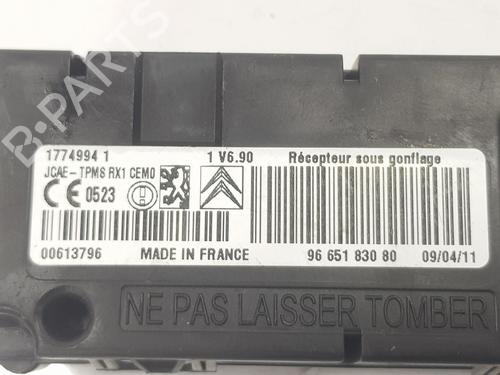 B-PARTS
1774994 1
1 V6.90
Récepteur sous gonflage
JCAE-TPMS RX1 CEM0
CE 0523
00613796
MADE IN FRANCE
96 651 830 80
09/04/11
NE PAS LAISSER TOMBER